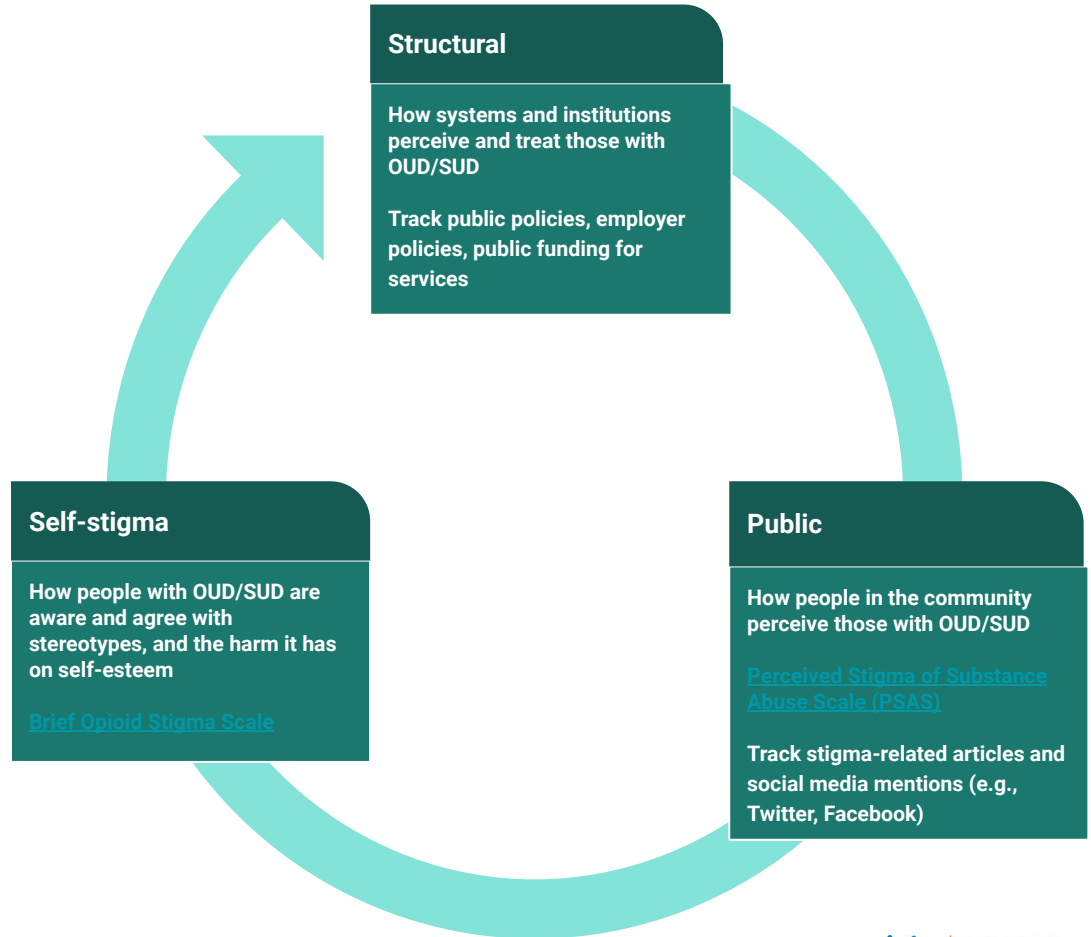 Structural
How systems and institutions
perceive and treat those with
OUD/SUD
Track public policies, employer
policies, public funding for
services
Self-stigma
How people with OUD/SUD are
aware and agree with
stereotypes, and the harm it has
on self-esteem
Brief Opioid Stigma Scale
Public
How people in the community
perceive those with OUD/SUD
Perceived Stigma of Substance
Abuse Scale (PSAS)
Track stigma-related articles and
social media mentions (e.g.,
Twitter, Facebook)